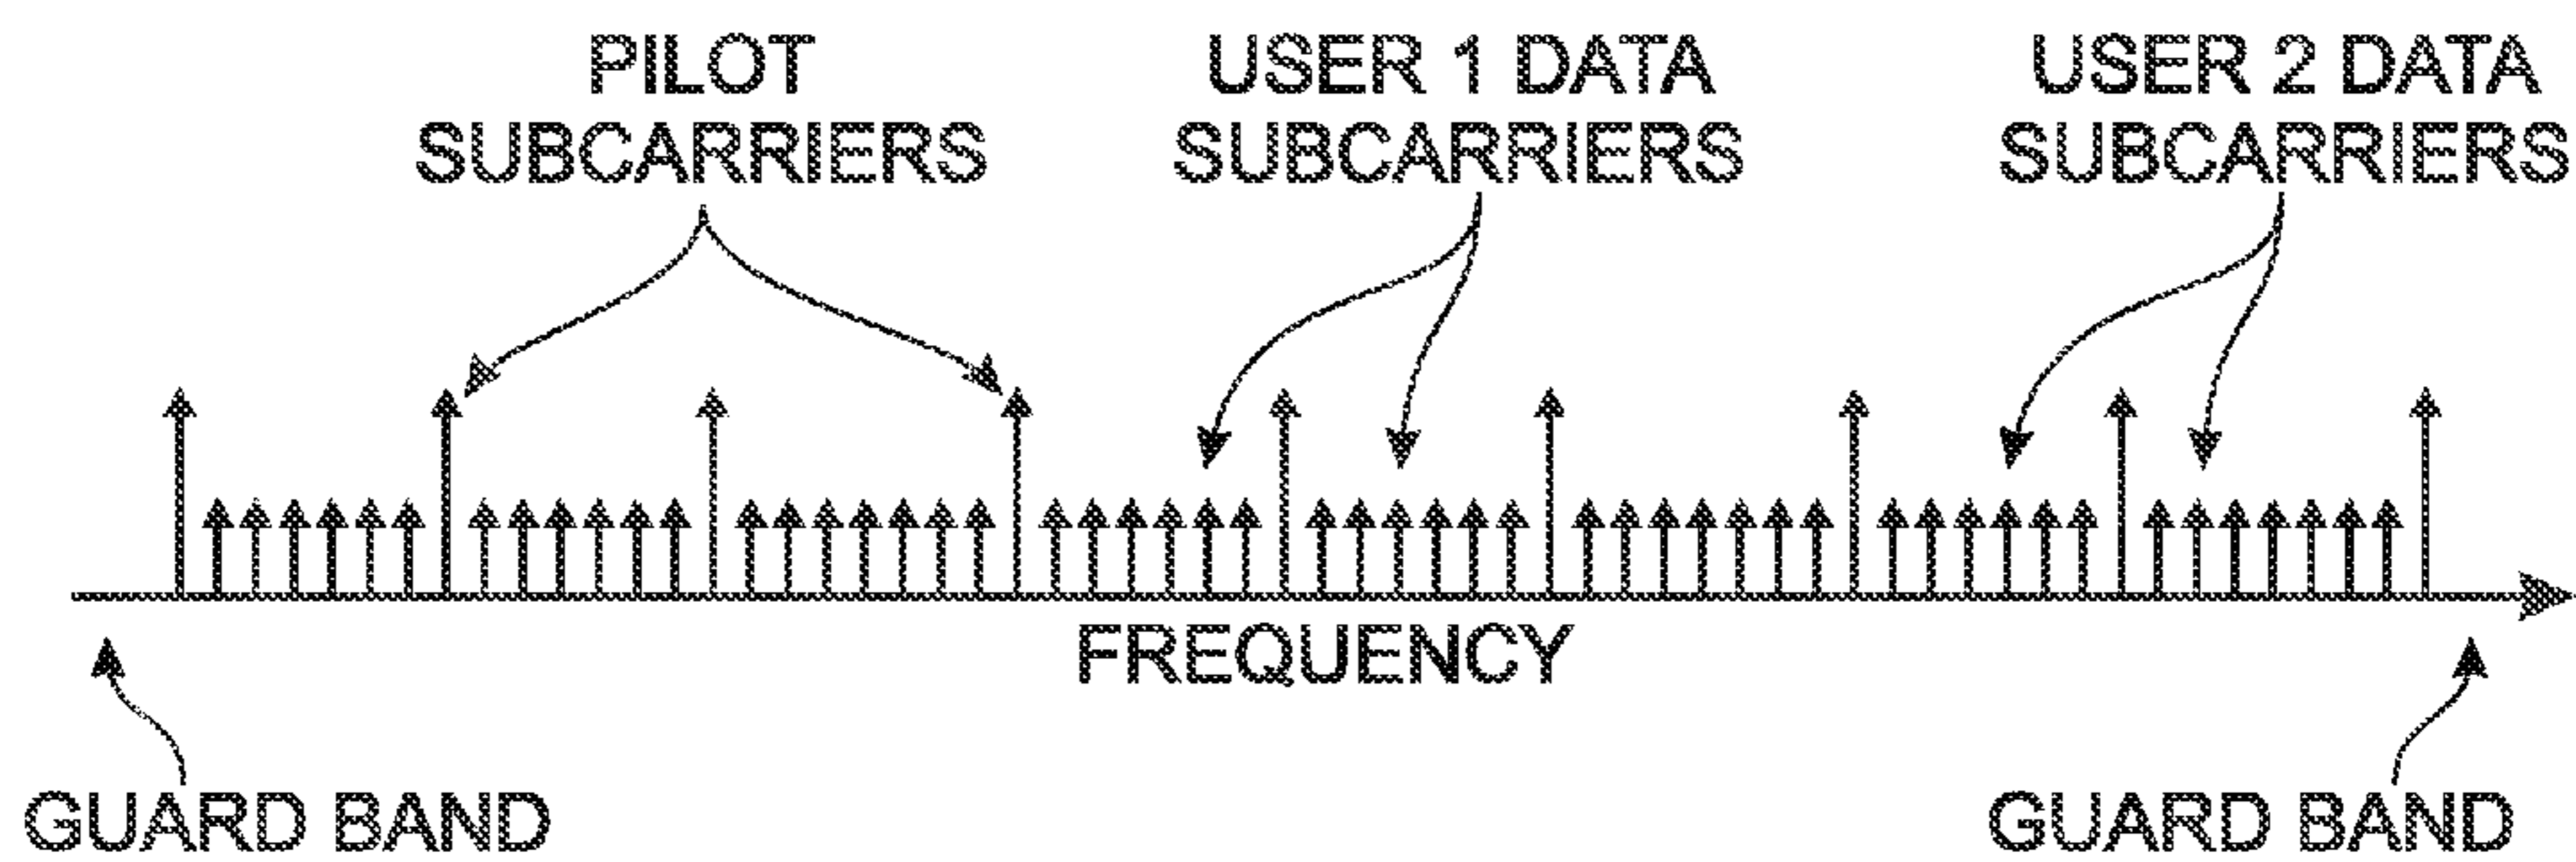 PILOT
SUBCARRIERS
USER 1 DATA
SUBCARRIERS
USER 2 DATA
SUBCARRIERS
FREQUENCY
GUARD BAND
GUARD BAND